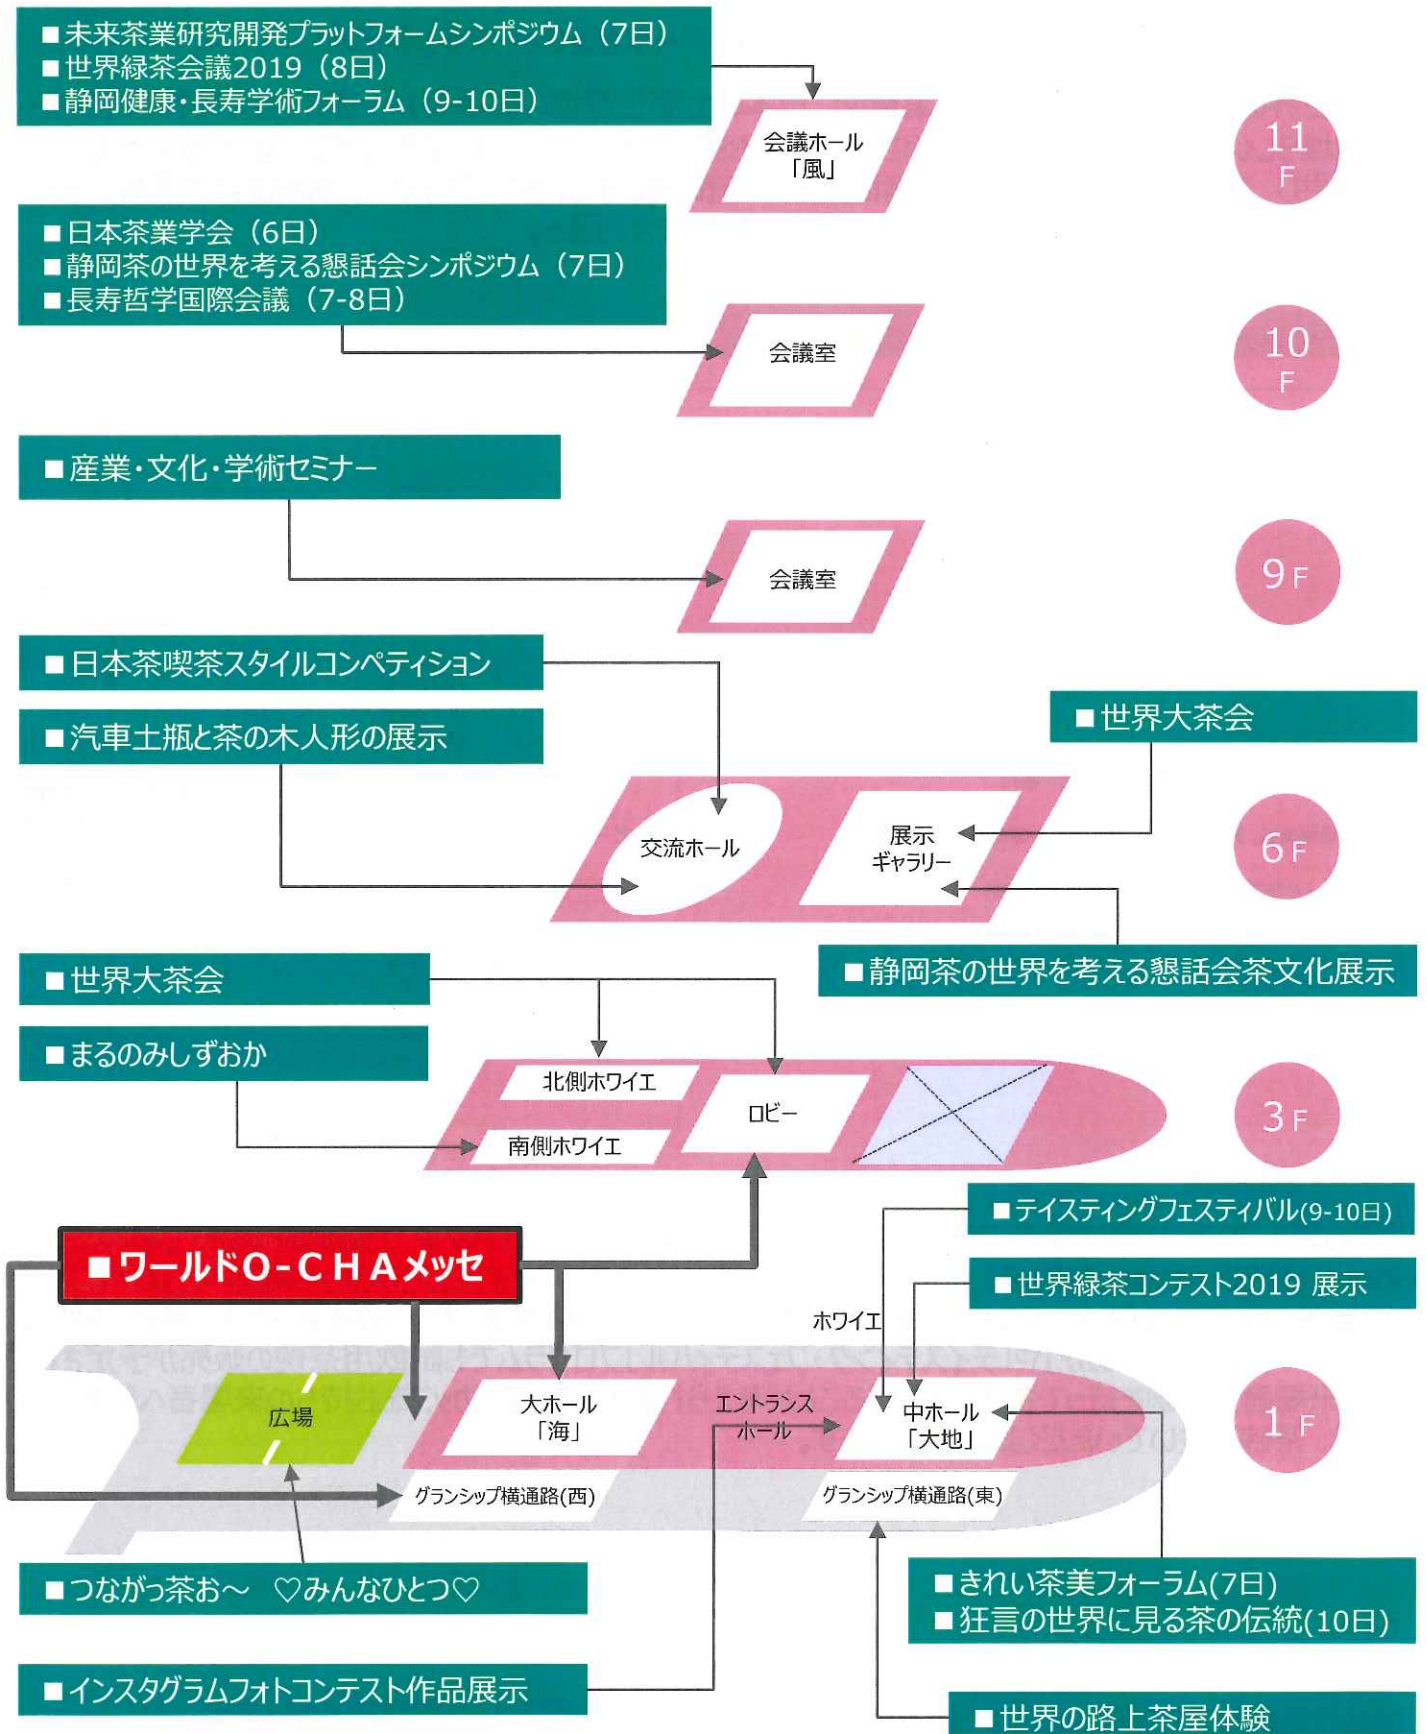 ■未来茶業研究開発プラットフォームシンポジウム（7日）
■世界緑茶会議2019（8日）
■静岡健康・長寿学術フォーラム（9-10日）
会議ホール
「風」
11
F
■日本茶業学会（6日）
■静岡茶の世界を考える懇話会シンポジウム（7日）
■長寿哲学国際会議（7-8日）
会議室
10
F
■産業・文化・学術セミナー
会議室
9F
■日本茶喫茶スタイルコンペティション
■汽車土瓶と茶の木人形の展示
■世界大茶会
交流ホール
展示
ギャラリー
6F
■静岡茶の世界を考える懇話会茶文化展示
■世界大茶会
■まるのみしずおか
北側ホワイエ
南側ホワイエ
ロビー
3F
■テイスティングフェスティバル(9-10日)
■ワールドO-CHAメッセ
■世界緑茶コンテスト2019 展示
ホワイエ
広場
大ホール
「海」
エントランス
ホール
中ホール
「大地」
1F
グランシップ横通路(西)
グランシップ横通路(東)
■つながっ茶お～　♡みんなひとつ♡
■きれい茶美フォーラム(7日)
■狂言の世界に見る茶の伝統(10日)
■インスタグラムフォトコンテスト作品展示
■世界の路上茶屋体験